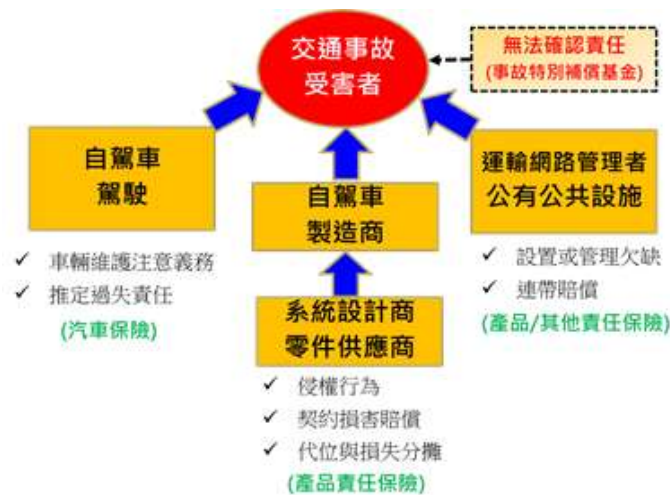 交通事故
受害者
無法確認責任
(事故特別補償基金)
自駕車
駕駛
自駕車
製造商
運輸網路管理者
公有公共設施
✓ 車輛維護注意義務
✓ 推定過失責任
(汽車保險)
✓ 設置或管理欠缺
✓ 連帶賠償
(產品/其他責任保險)
系統設計商
零件供應商
✓ 侵權行為
✓ 契約損害賠償
✓ 代位與損失分攤
(產品責任保險)